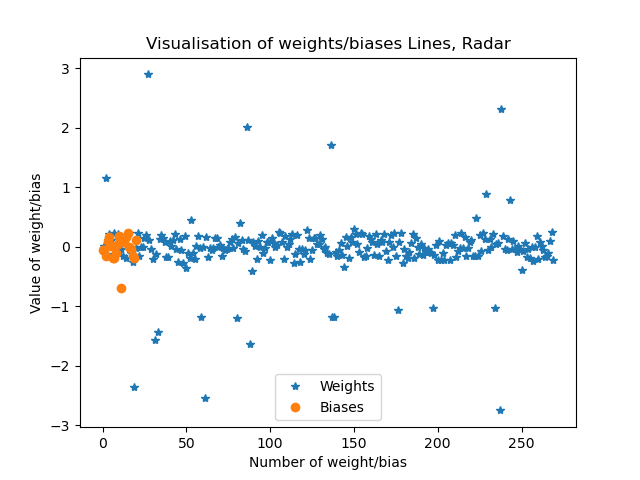 Visualisation of weights/biases Lines, Radar
Value of weight/bias
3
2
1
0
−1
−2
−3
0 50 100 150 200 250
Number of weight/bias
Weights
Biases